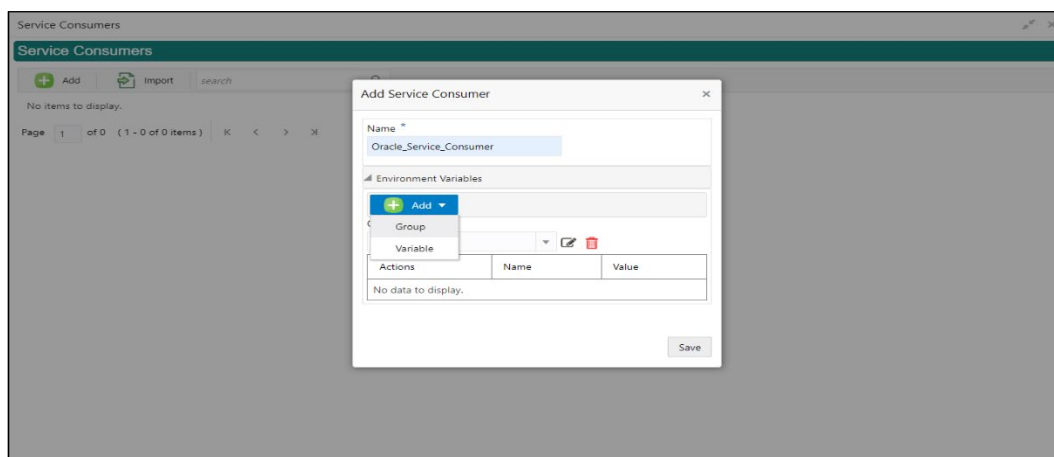 Service Consumers
Service Consumers
Add Import search
No items to display.
Page 1 of 0 (1 - 0 of 0 items)
Add Service Consumer
Name *
Oracle_Service_Consumer
Environment Variables
Add
Group
Variable
Actions Name Value
No data to display.
Save